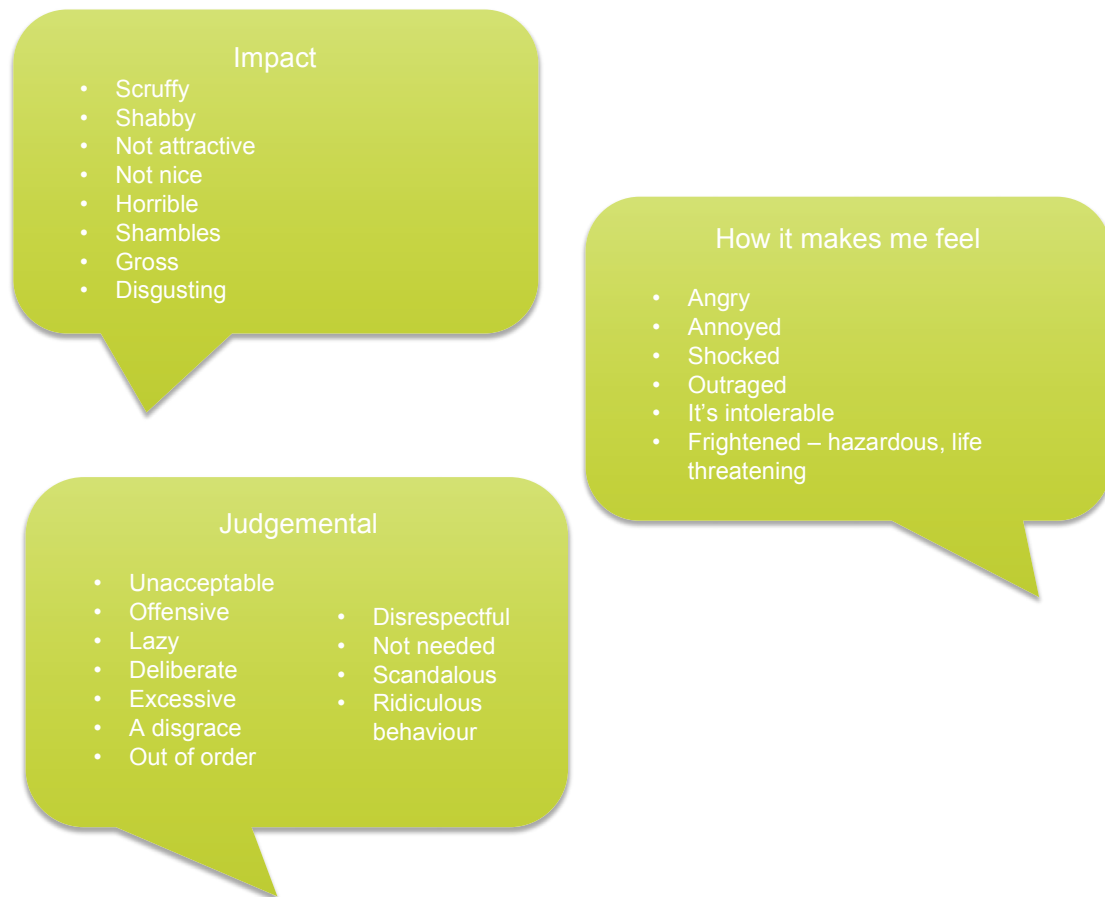 Impact
• Scruffy
• Shabby
• Not attractive
• Not nice
• Horrible
• Shambles
• Gross
• Disgusting
How it makes me feel
• Angry
• Annoyed
• Shocked
• Outraged
• It’s intolerable
• Frightened – hazardous, life
threatening
Judgemental
• Unacceptable
• Offensive
• Lazy
• Deliberate
• Excessive
• A disgrace
• Out of order
• Disrespectful
• Not needed
• Scandalous
• Ridiculous
behaviour